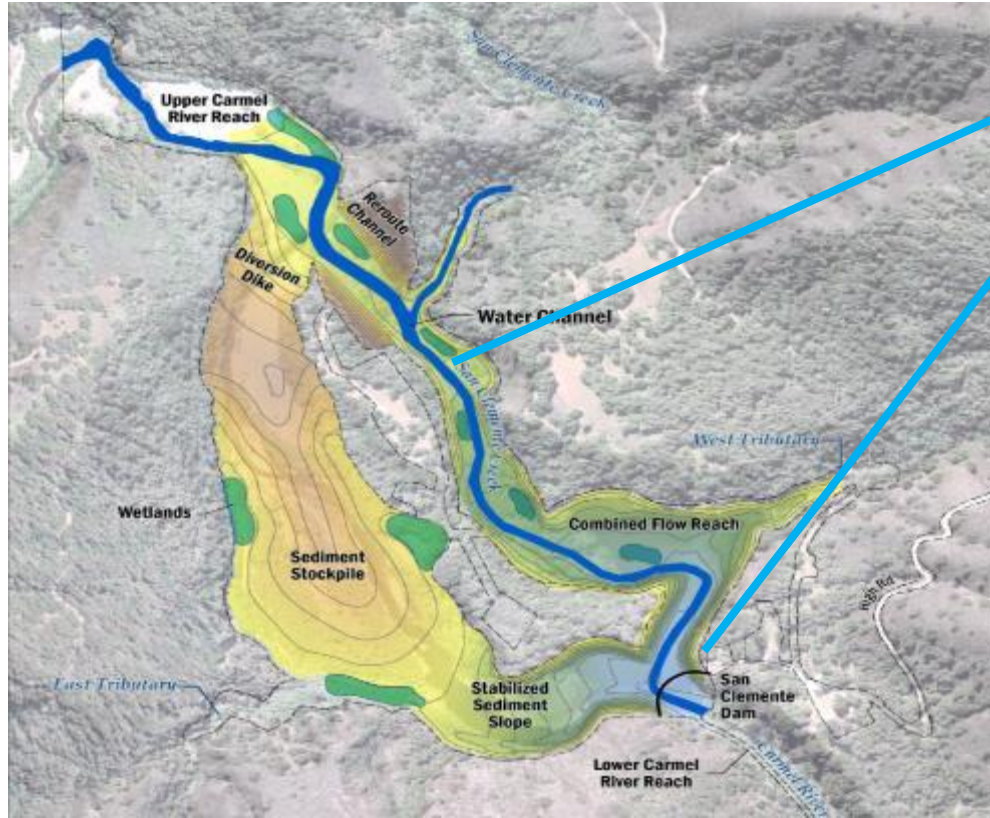 San Clemente Creek
Upper Carmel
River Reach
Reroute
Channel
Diversion
Dike
Water Channel
San Clemente Creek
West Tributary
Wetlands
Combined Flow Reach
Sediment
Stockpile
High Rd
East Tributary
Stabilized
Sediment
Slope
San
Clemente
Dam
Lower Carmel
River Reach
Carmel River